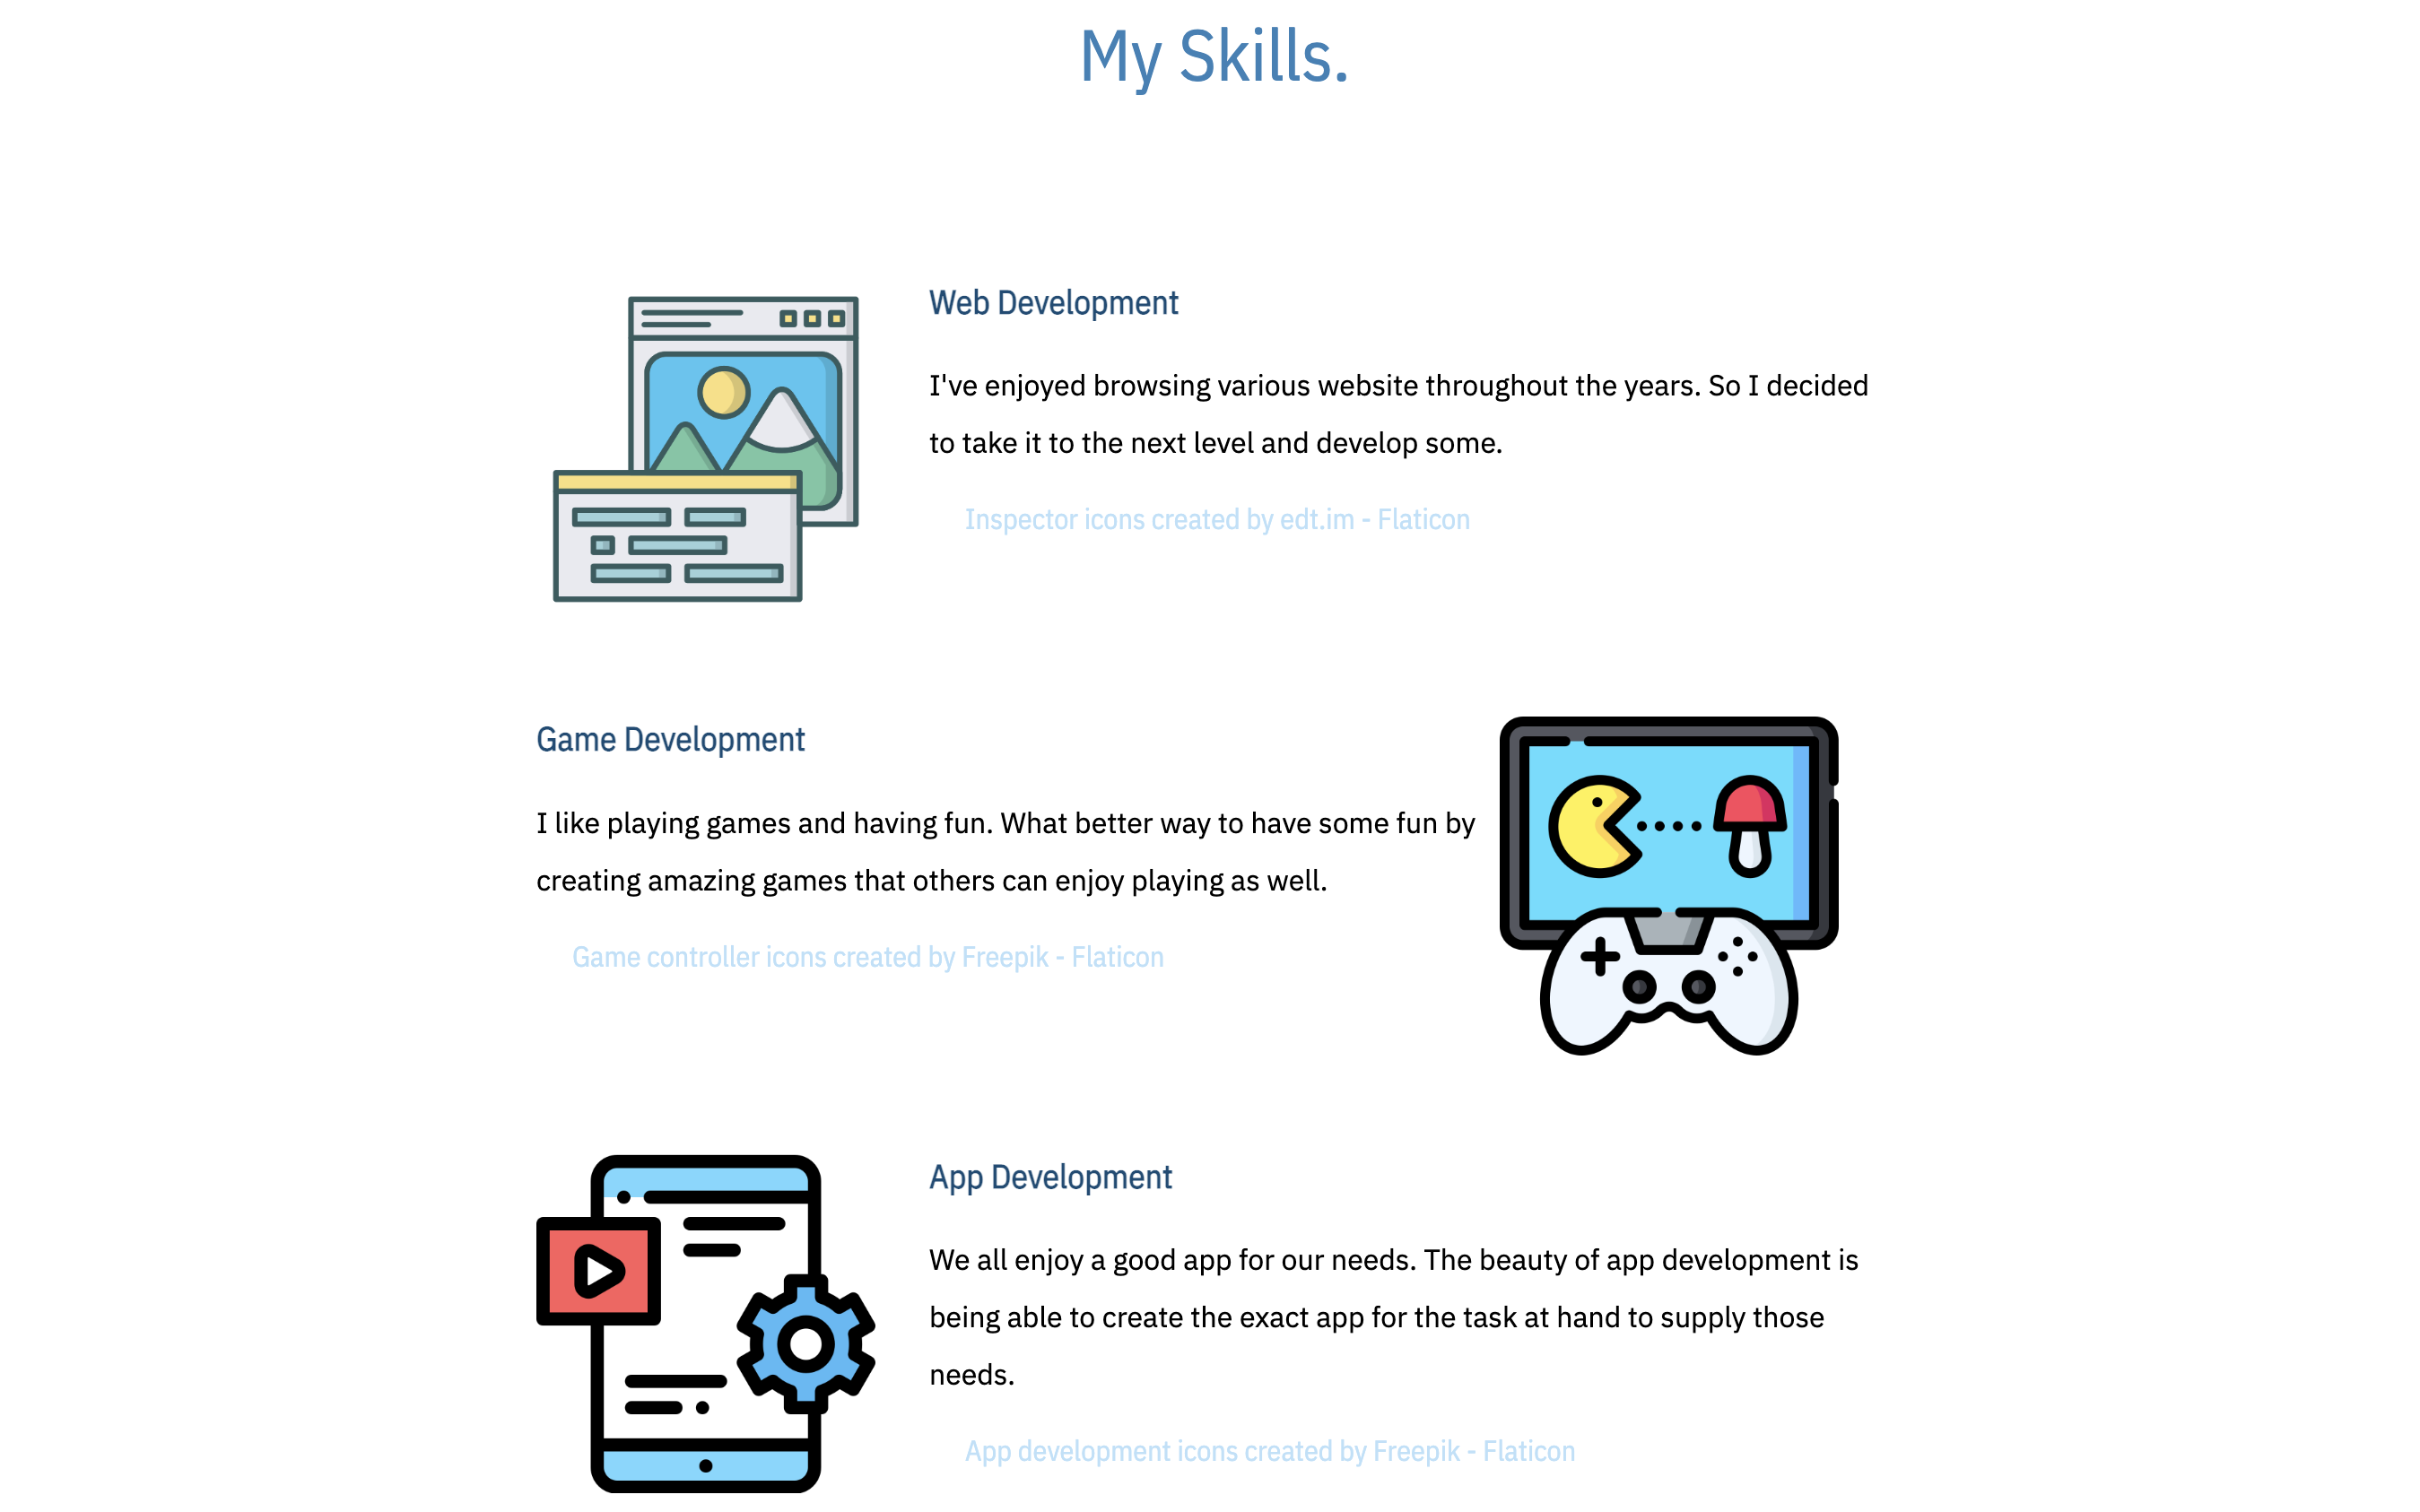 My Skills.
Web Development
I've enjoyed browsing various website throughout the years. So I decided
to take it to the next level and develop some.
Inspector icons created by edt.im - Flaticon
Game Development
I like playing games and having fun. What better way to have some fun by
creating amazing games that others can enjoy playing as well.
Game controller icons created by Freepik - Flaticon
App Development
We all enjoy a good app for our needs. The beauty of app development is
being able to create the exact app for the task at hand to supply those
needs.
App development icons created by Freepik - Flaticon